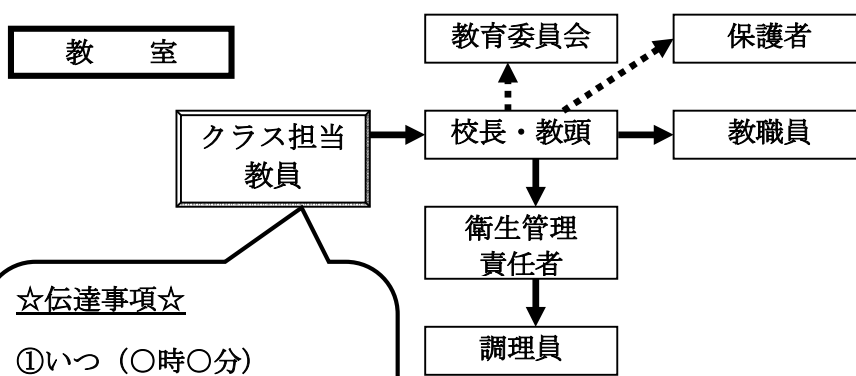 教　室
教育委員会
保護者
クラス担当
教員
校長・教頭
教職員
衛生管理
責任者
調理員
☆伝達事項☆
①いつ（○時○分）